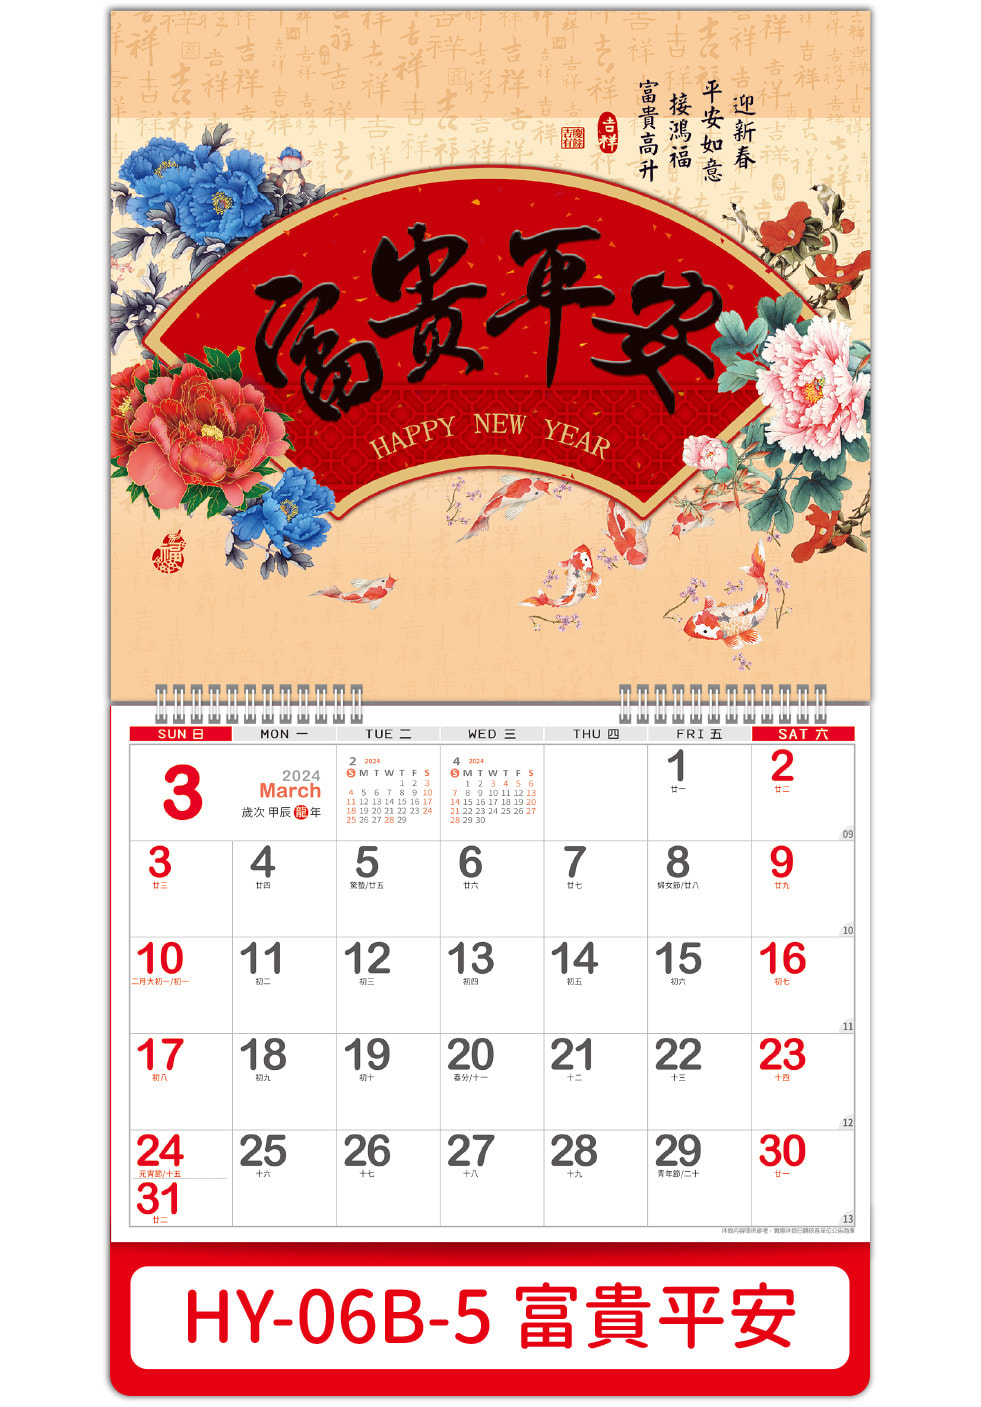 迎新春
平安如意
接鴻福
富貴高升
吉祥
富貴平安
HAPPY NEW YEAR
福
SUN 日 MON 一 TUE 二 WED 三 THU 四 FRI 五 SAT 六
3
2024
March
歲次 甲辰 龍 年
2 2024
S M T W T F S
1 2 3
4 5 6 7 8 9 10
11 12 13 14 15 16 17
18 19 20 21 22 23 24
25 26 27 28 29
4 2024
S M T W T F S
1 2 3 4 5 6
7 8 9 10 11 12 13
14 15 16 17 18 19 20
21 22 23 24 25 26 27
28 29 30
1 2
廿一 廿二
09
3 4 5 6 7 8 9
廿三 廿四 驚蟄/廿五 廿六 廿七 婦女節/廿八 廿九
10
10 11 12 13 14 15 16
二月大初一/初一 初二 初三 初四 初五 初六 初七
11
17 18 19 20 21 22 23
初八 初九 初十 春分/十一 十二 十三 十四
12
24 25 26 27 28 29 30
元宵節/十五 十六 十七 十八 十九 青年節/二十 廿一
31
廿二
13
HY-06B-5 富貴平安